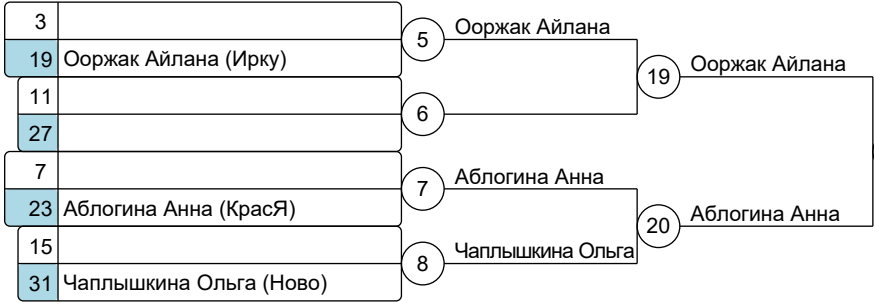 3
19 Ооржак Айлана (Ирку)
5 Ооржак Айлана
19 Ооржак Айлана
11
27
6
7
23 Аблогина Анна (КрасЯ)
7 Аблогина Анна
20 Аблогина Анна
15
31 Чаплышкина Ольга (Ново)
8 Чаплышкина Ольга